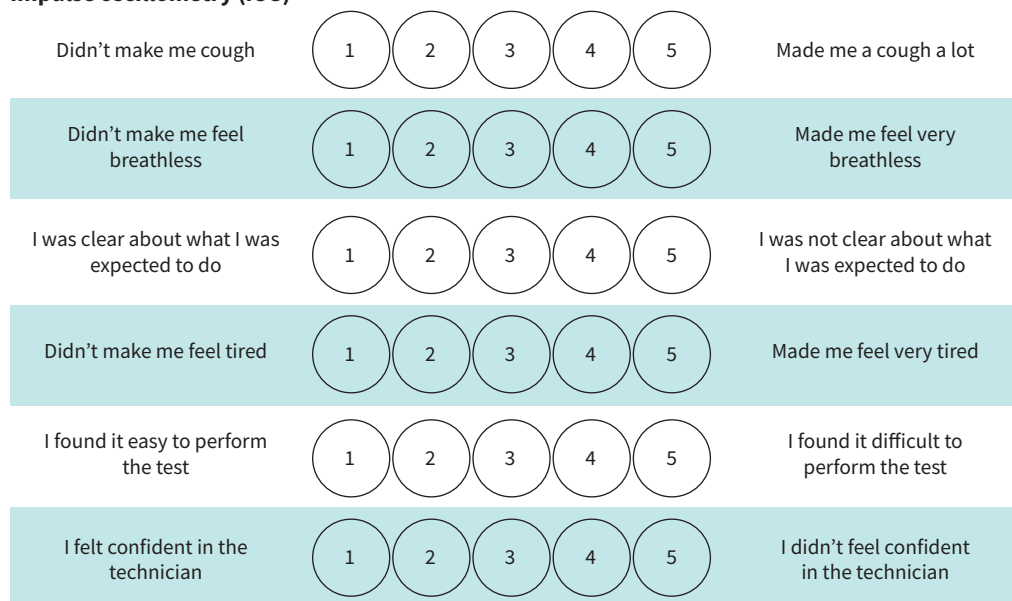 Didn’t make me cough 1 2 3 4 5 Made me a cough a lot
Didn’t make me feel
breathless
1 2 3 4 5
Made me feel very
breathless
I was clear about what I was
expected to do
1 2 3 4 5
I was not clear about what
I was expected to do
Didn’t make me feel tired 1 2 3 4 5 Made me feel very tired
I found it easy to perform
the test
1 2 3 4 5
I found it difficult to
perform the test
I felt confident in the
technician
1 2 3 4 5
I didn’t feel confident
in the technician